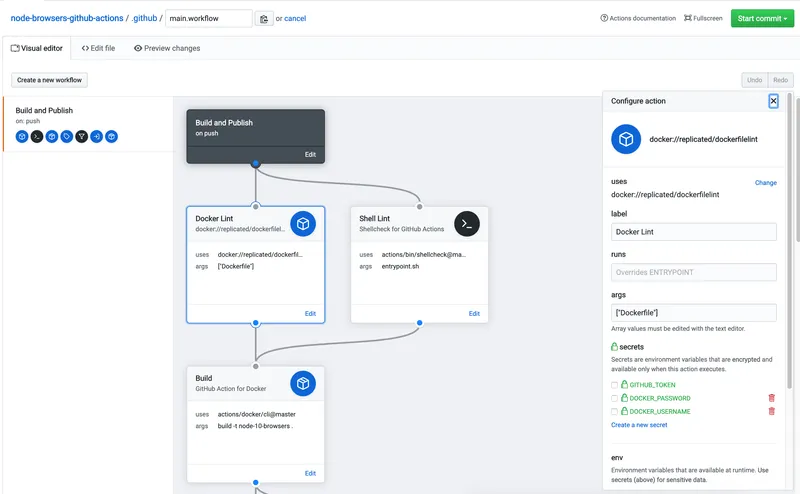 node-browsers-github-actions / .github / main.workflow or cancel
Actions documentation Fullscreen Start commit
Visual editor Edit file Preview changes
Create a new workflow Undo Redo
Build and Publish
on: push
Build and Publish
on push
Edit
Docker Lint
docker://replicated/dockerfilel...
uses docker://replicated/dockerfil...
args ["Dockerfile"]
Edit
Shell Lint
Shellcheck for GitHub Actions
uses actions/bin/shellcheck@ma...
args entrypoint.sh
Edit
Build
GitHub Action for Docker
uses actions/docker/cli@master
args build -t node-10-browsers .
Edit
Configure action
docker://replicated/dockerfilelint
uses Change
docker://replicated/dockerfilelint
label
Docker Lint
runs
Overrides ENTRYPOINT
args
["Dockerfile"]
Array values must be edited with the text editor.
secrets
Secrets are environment variables that are encrypted and
available only when this action executes.
GITHUB_TOKEN
DOCKER_PASSWORD
DOCKER_USERNAME
Create a new secret
env
Environment variables that are available at runtime. Use
secrets (above) for sensitive data.